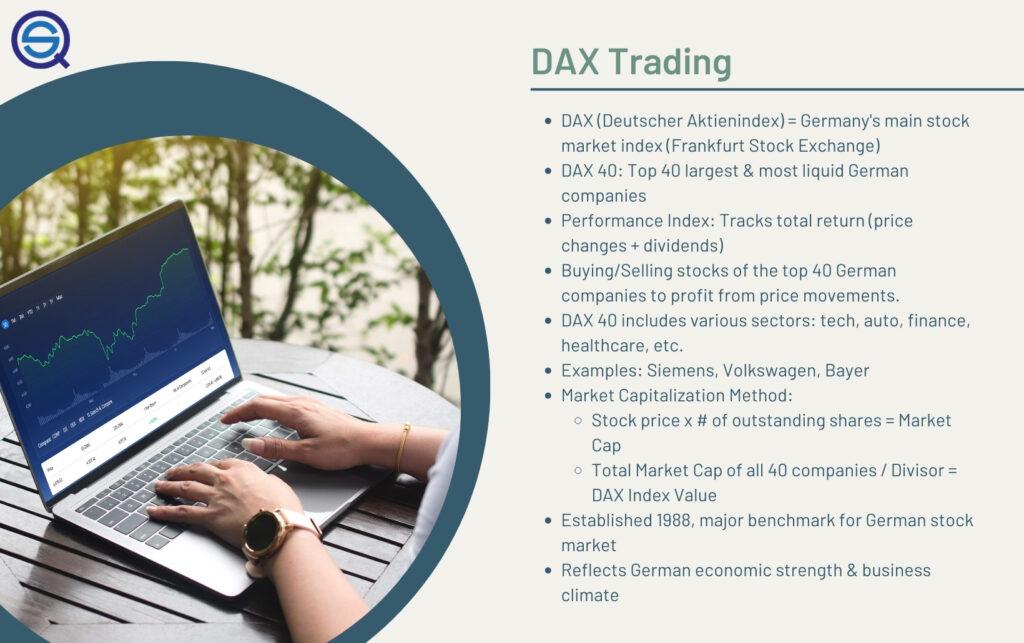 DAX Trading
• DAX (Deutscher Aktienindex) = Germany's main stock
market index (Frankfurt Stock Exchange)
• DAX 40: Top 40 largest & most liquid German
companies
• Performance Index: Tracks total return (price
changes + dividends)
• Buying/Selling stocks of the top 40 German
companies to profit from price movements.
• DAX 40 includes various sectors: tech, auto, finance,
healthcare, etc.
• Examples: Siemens, Volkswagen, Bayer
• Market Capitalization Method:
◦ Stock price x # of outstanding shares = Market
Cap
◦ Total Market Cap of all 40 companies / Divisor =
DAX Index Value
• Established 1988, major benchmark for German stock
market
• Reflects German economic strength & business
climate